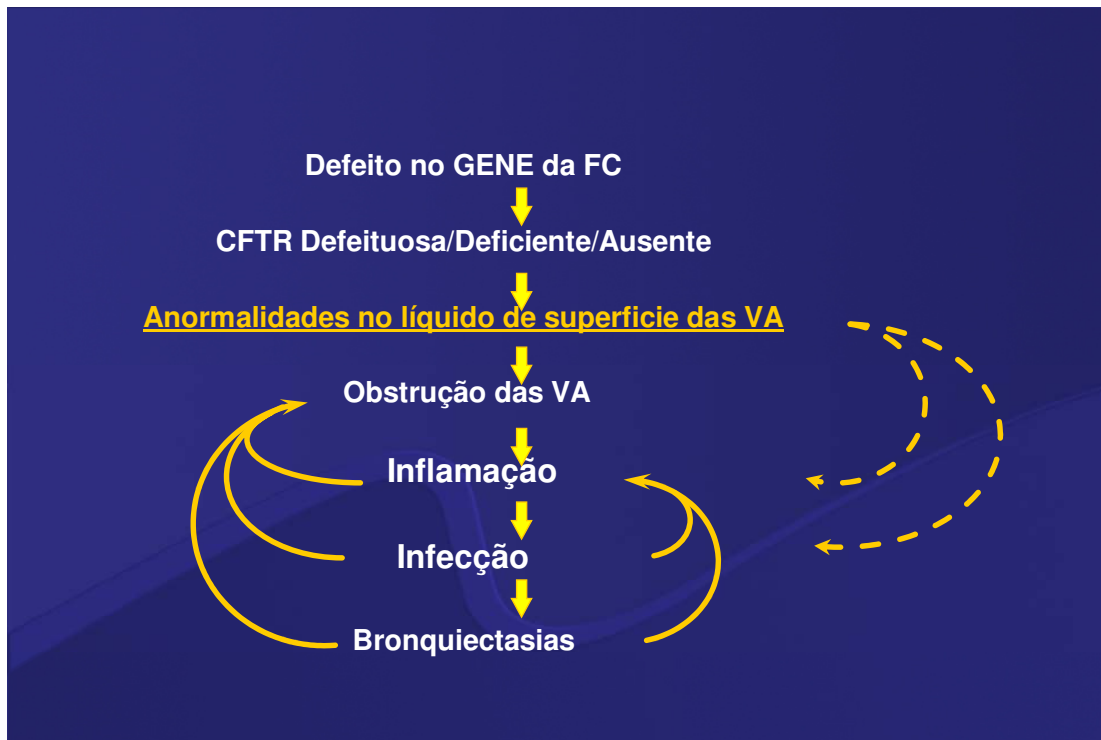 Defeito no GENE da FC
CFTR Defeituosa/Deficiente/Ausente
Anormalidades no líquido de superficie das VA
Obstrução das VA
Inflamação
Infecção
Bronquiectasias